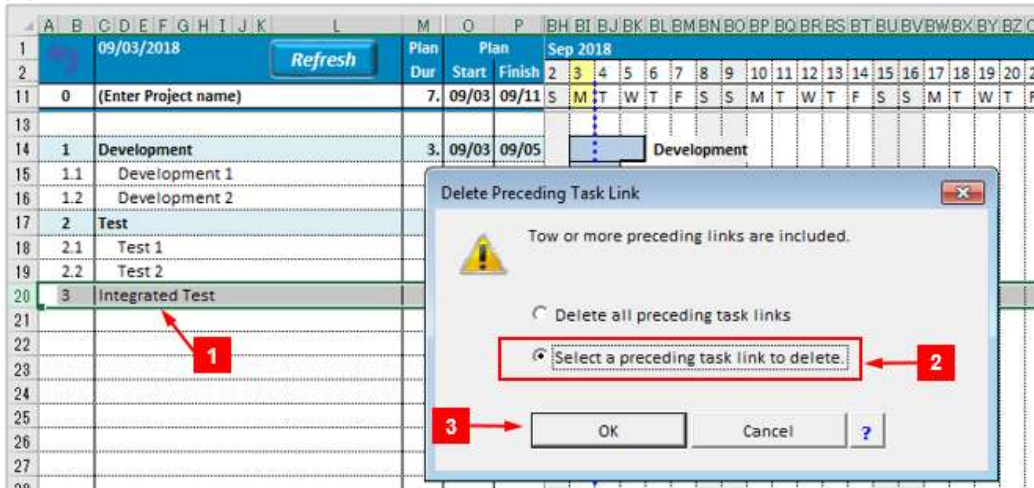 A B C D E F G H I J K L M O P BH BI BJ BK BL BM BN BO BP BQ BR BS BT BU BV BW BX BY BZ
1 09/03/2018 Refresh Plan Plan Sep 2018
2 Dur Start Finish 2 3 4 5 6 7 8 9 10 11 12 13 14 15 16 17 18 19 20
11 0 (Enter Project name) 7. 09/03 09/11 S M T W T F S S M T W T F S S M T W T
13
14 1 Development 3. 09/03 09/05 Development
15 1.1 Development 1
16 1.2 Development 2
17 2 Test
18 2.1 Test 1
19 2.2 Test 2
20 3 Integrated Test
21
22
23
24
25
26
27
1
Delete Preceding Task Link
Tow or more preceding links are included.
Delete all preceding task links
Select a preceding task link to delete.
2
3
OK Cancel ?